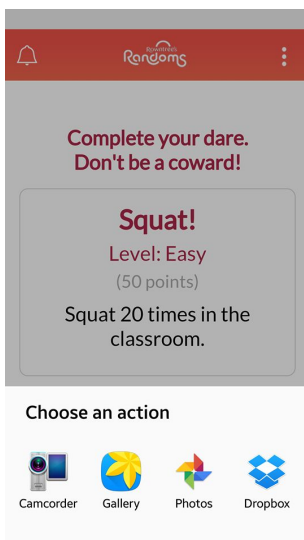 Rowntree's
Randoms
Complete your dare.
Don't be a coward!
Squat!
Level: Easy
(50 points)
Squat 20 times in the
classroom.
Choose an action
Camcorder Gallery Photos Dropbox